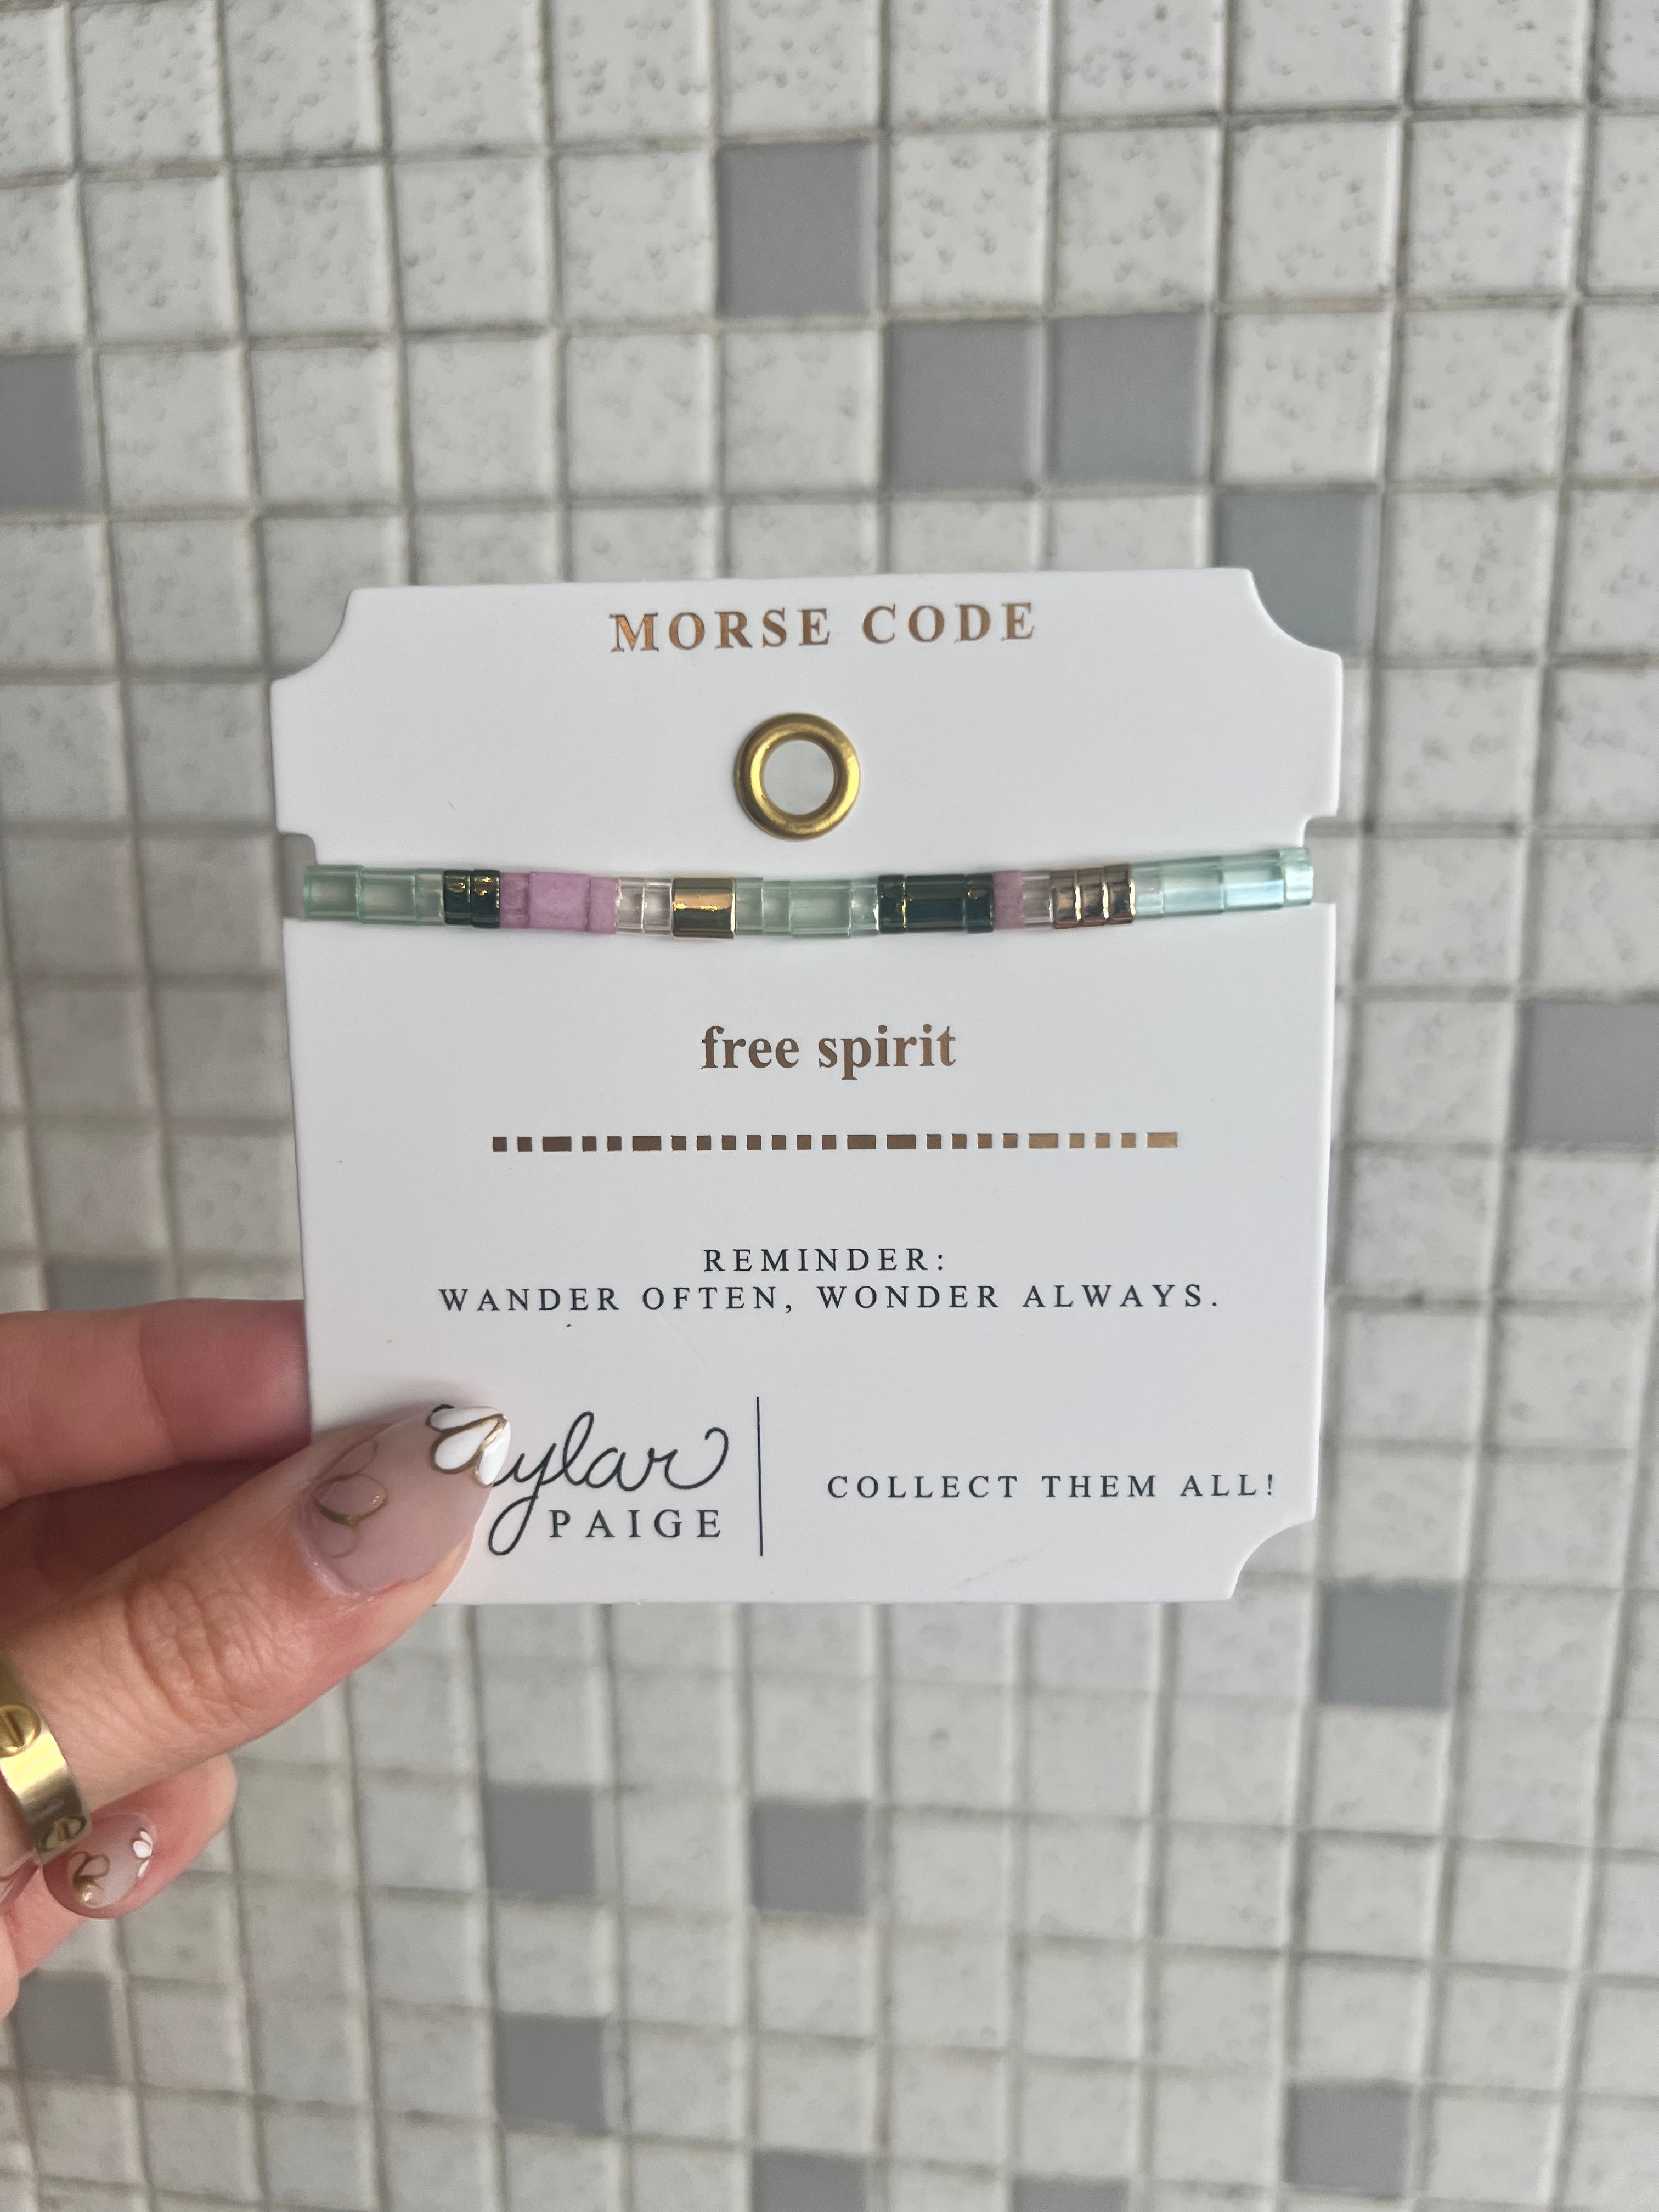 MORSE CODE
free spirit
REMINDER:
WANDER OFTEN, WONDER ALWAYS.
PAIGE
COLLECT THEM ALL!